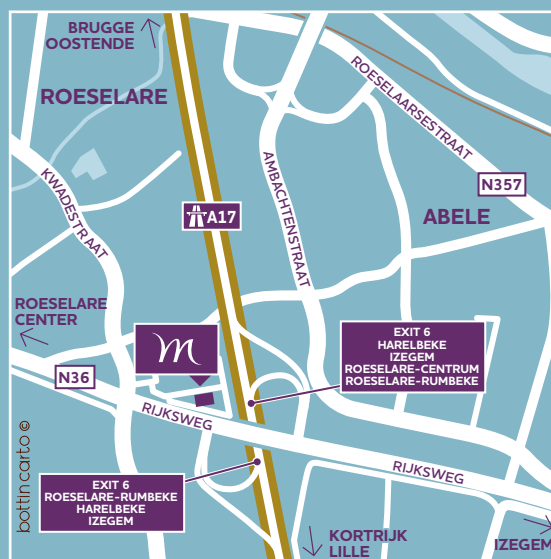 BRUGGE
OOSTENDE
ROESELARE
ROESELAARSESTRAAT
N357
KWADESTRAAT
AMBACHTENSTRAAT
A17
ABELE
ROESELARE
CENTER
m
EXIT 6
HARELBEKE
IZEGEM
ROESELARE-CENTRUM
ROESELARE-RUMBEKE
N36
RIJKSWEG
RIJKSWEG
EXIT 6
ROESELARE-RUMBEKE
HARELBEKE
IZEGEM
bottin carto ©
KORTRIJK
LILLE
IZEGEM